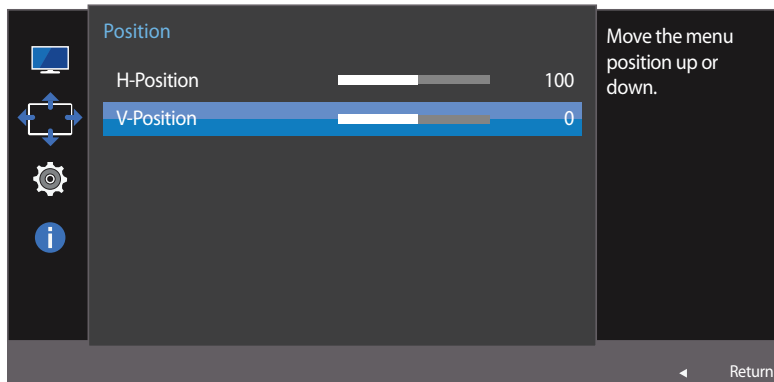 Position
H-Position 100
V-Position 0
Move the menu
position up or
down.
Return